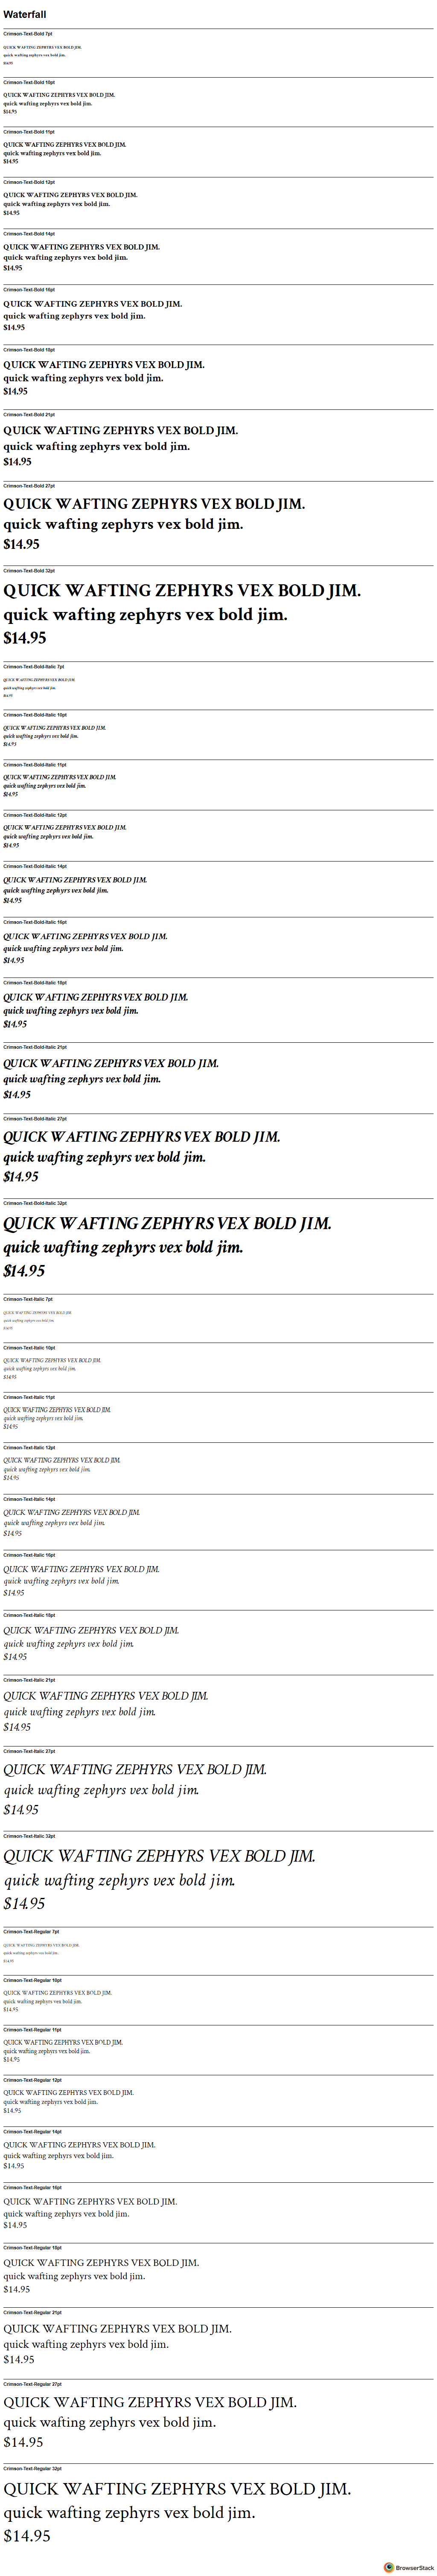 Waterfall
Crimson-Text-Bold 7pt
QUICK WAFTING ZEPHYRS VEX BOLD JIM.
quick wafting zephyrs vex bold jim.
$14.95
Crimson-Text-Bold 10pt
QUICK WAFTING ZEPHYRS VEX BOLD JIM.
quick wafting zephyrs vex bold jim.
$14.95
Crimson-Text-Bold 11pt
QUICK WAFTING ZEPHYRS VEX BOLD JIM.
quick wafting zephyrs vex bold jim.
$14.95
Crimson-Text-Bold 12pt
QUICK WAFTING ZEPHYRS VEX BOLD JIM.
quick wafting zephyrs vex bold jim.
$14.95
Crimson-Text-Bold 14pt
QUICK WAFTING ZEPHYRS VEX BOLD JIM.
quick wafting zephyrs vex bold jim.
$14.95
Crimson-Text-Bold 16pt
QUICK WAFTING ZEPHYRS VEX BOLD JIM.
quick wafting zephyrs vex bold jim.
$14.95
Crimson-Text-Bold 18pt
QUICK WAFTING ZEPHYRS VEX BOLD JIM.
quick wafting zephyrs vex bold jim.
$14.95
Crimson-Text-Bold 21pt
QUICK WAFTING ZEPHYRS VEX BOLD JIM.
quick wafting zephyrs vex bold jim.
$14.95
Crimson-Text-Bold 27pt
QUICK WAFTING ZEPHYRS VEX BOLD JIM.
quick wafting zephyrs vex bold jim.
$14.95
Crimson-Text-Bold 32pt
QUICK WAFTING ZEPHYRS VEX BOLD JIM.
quick wafting zephyrs vex bold jim.
$14.95
Crimson-Text-Bold-Italic 7pt
QUICK WAFTING ZEPHYRS VEX BOLD JIM.
quick wafting zephyrs vex bold jim.
$14.95
Crimson-Text-Bold-Italic 10pt
QUICK WAFTING ZEPHYRS VEX BOLD JIM.
quick wafting zephyrs vex bold jim.
$14.95
Crimson-Text-Bold-Italic 11pt
QUICK WAFTING ZEPHYRS VEX BOLD JIM.
quick wafting zephyrs vex bold jim.
$14.95
Crimson-Text-Bold-Italic 12pt
QUICK WAFTING ZEPHYRS VEX BOLD JIM.
quick wafting zephyrs vex bold jim.
$14.95
Crimson-Text-Bold-Italic 14pt
QUICK WAFTING ZEPHYRS VEX BOLD JIM.
quick wafting zephyrs vex bold jim.
$14.95
Crimson-Text-Bold-Italic 16pt
QUICK WAFTING ZEPHYRS VEX BOLD JIM.
quick wafting zephyrs vex bold jim.
$14.95
Crimson-Text-Bold-Italic 18pt
QUICK WAFTING ZEPHYRS VEX BOLD JIM.
quick wafting zephyrs vex bold jim.
$14.95
Crimson-Text-Bold-Italic 21pt
QUICK WAFTING ZEPHYRS VEX BOLD JIM.
quick wafting zephyrs vex bold jim.
$14.95
Crimson-Text-Bold-Italic 27pt
QUICK WAFTING ZEPHYRS VEX BOLD JIM.
quick wafting zephyrs vex bold jim.
$14.95
Crimson-Text-Bold-Italic 32pt
QUICK WAFTING ZEPHYRS VEX BOLD JIM.
quick wafting zephyrs vex bold jim.
$14.95
Crimson-Text-Italic 7pt
QUICK WAFTING ZEPHYRS VEX BOLD JIM.
quick wafting zephyrs vex bold jim.
$14.95
Crimson-Text-Italic 10pt
QUICK WAFTING ZEPHYRS VEX BOLD JIM.
quick wafting zephyrs vex bold jim.
$14.95
Crimson-Text-Italic 11pt
QUICK WAFTING ZEPHYRS VEX BOLD JIM.
quick wafting zephyrs vex bold jim.
$14.95
Crimson-Text-Italic 12pt
QUICK WAFTING ZEPHYRS VEX BOLD JIM.
quick wafting zephyrs vex bold jim.
$14.95
Crimson-Text-Italic 14pt
QUICK WAFTING ZEPHYRS VEX BOLD JIM.
quick wafting zephyrs vex bold jim.
$14.95
Crimson-Text-Italic 16pt
QUICK WAFTING ZEPHYRS VEX BOLD JIM.
quick wafting zephyrs vex bold jim.
$14.95
Crimson-Text-Italic 18pt
QUICK WAFTING ZEPHYRS VEX BOLD JIM.
quick wafting zephyrs vex bold jim.
$14.95
Crimson-Text-Italic 21pt
QUICK WAFTING ZEPHYRS VEX BOLD JIM.
quick wafting zephyrs vex bold jim.
$14.95
Crimson-Text-Italic 27pt
QUICK WAFTING ZEPHYRS VEX BOLD JIM.
quick wafting zephyrs vex bold jim.
$14.95
Crimson-Text-Italic 32pt
QUICK WAFTING ZEPHYRS VEX BOLD JIM.
quick wafting zephyrs vex bold jim.
$14.95
Crimson-Text-Regular 7pt
QUICK WAFTING ZEPHYRS VEX BOLD JIM.
quick wafting zephyrs vex bold jim.
$14.95
Crimson-Text-Regular 10pt
QUICK WAFTING ZEPHYRS VEX BOLD JIM.
quick wafting zephyrs vex bold jim.
$14.95
Crimson-Text-Regular 11pt
QUICK WAFTING ZEPHYRS VEX BOLD JIM.
quick wafting zephyrs vex bold jim.
$14.95
Crimson-Text-Regular 12pt
QUICK WAFTING ZEPHYRS VEX BOLD JIM.
quick wafting zephyrs vex bold jim.
$14.95
Crimson-Text-Regular 14pt
QUICK WAFTING ZEPHYRS VEX BOLD JIM.
quick wafting zephyrs vex bold jim.
$14.95
Crimson-Text-Regular 16pt
QUICK WAFTING ZEPHYRS VEX BOLD JIM.
quick wafting zephyrs vex bold jim.
$14.95
Crimson-Text-Regular 18pt
QUICK WAFTING ZEPHYRS VEX BOLD JIM.
quick wafting zephyrs vex bold jim.
$14.95
Crimson-Text-Regular 21pt
QUICK WAFTING ZEPHYRS VEX BOLD JIM.
quick wafting zephyrs vex bold jim.
$14.95
Crimson-Text-Regular 27pt
QUICK WAFTING ZEPHYRS VEX BOLD JIM.
quick wafting zephyrs vex bold jim.
$14.95
Crimson-Text-Regular 32pt
QUICK WAFTING ZEPHYRS VEX BOLD JIM.
quick wafting zephyrs vex bold jim.
$14.95
BrowserStack